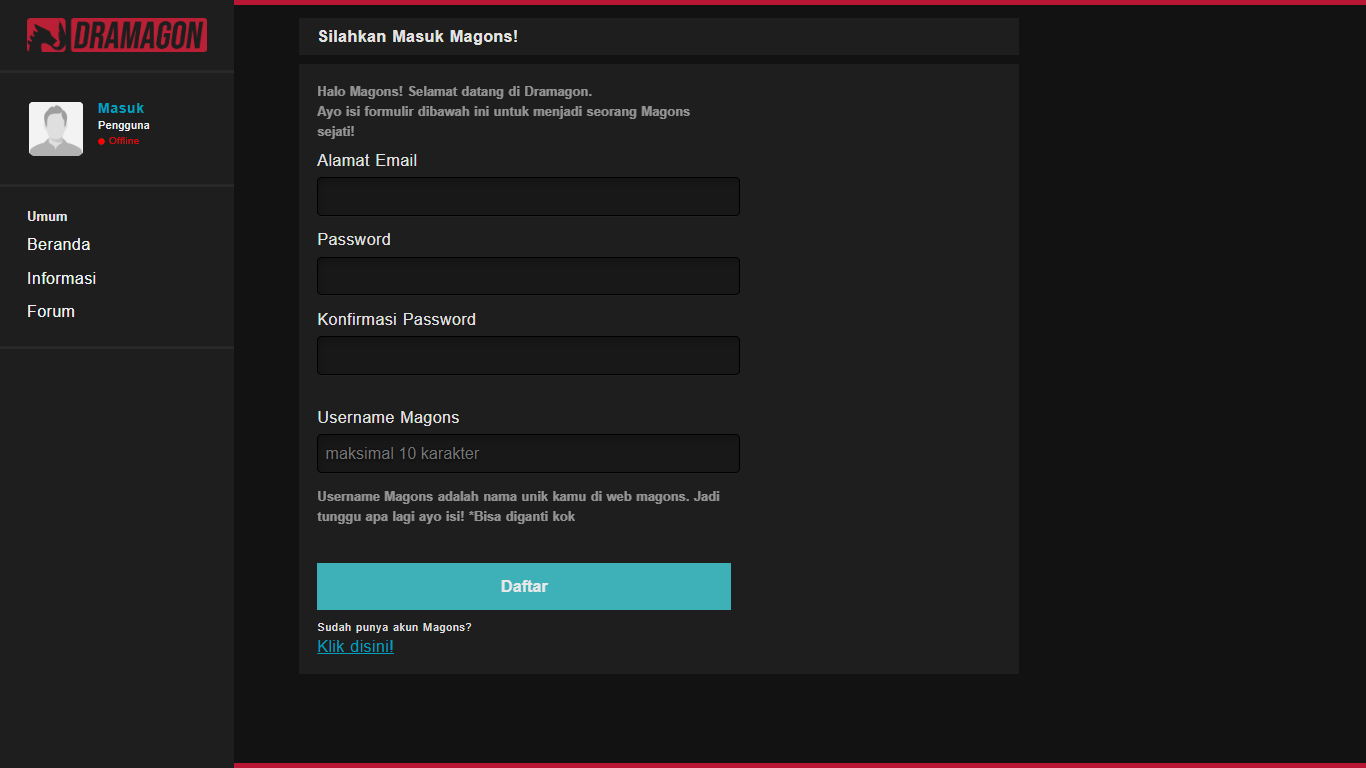 DRAMAGON
Masuk
Pengguna
Offline
Umum
Beranda
Informasi
Forum
Silahkan Masuk Magons!
Halo Magons! Selamat datang di Dramagon.
Ayo isi formulir dibawah ini untuk menjadi seorang Magons
sejati!
Alamat Email
Password
Konfirmasi Password
Username Magons
maksimal 10 karakter
Username Magons adalah nama unik kamu di web magons. Jadi
tunggu apa lagi ayo isi! *Bisa diganti kok
Daftar
Sudah punya akun Magons?
Klik disini!